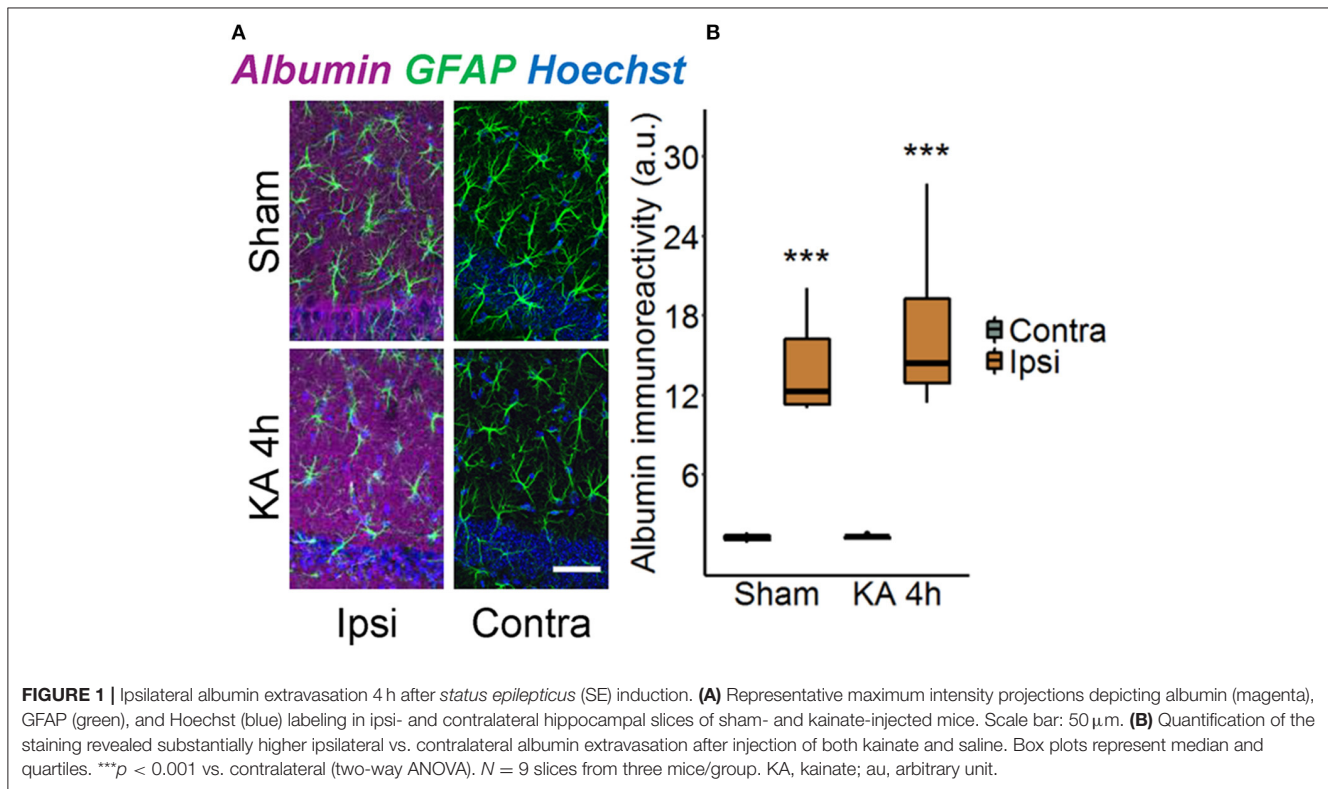 A
Albumin GFAP Hoechst
Sham
KA 4h
Ipsi
Contra
B
Albumin immunoreactivity (a.u.)
30
24
18
12
6
***
***
Sham
KA 4h
Contra
Ipsi
FIGURE 1 | Ipsilateral albumin extravasation 4 h after status epilepticus (SE) induction. (A) Representative maximum intensity projections depicting albumin (magenta),
GFAP (green), and Hoechst (blue) labeling in ipsi- and contralateral hippocampal slices of sham- and kainate-injected mice. Scale bar: 50 μm. (B) Quantification of the
staining revealed substantially higher ipsilateral vs. contralateral albumin extravasation after injection of both kainate and saline. Box plots represent median and
quartiles. ***p < 0.001 vs. contralateral (two-way ANOVA). N = 9 slices from three mice/group. KA, kainate; au, arbitrary unit.